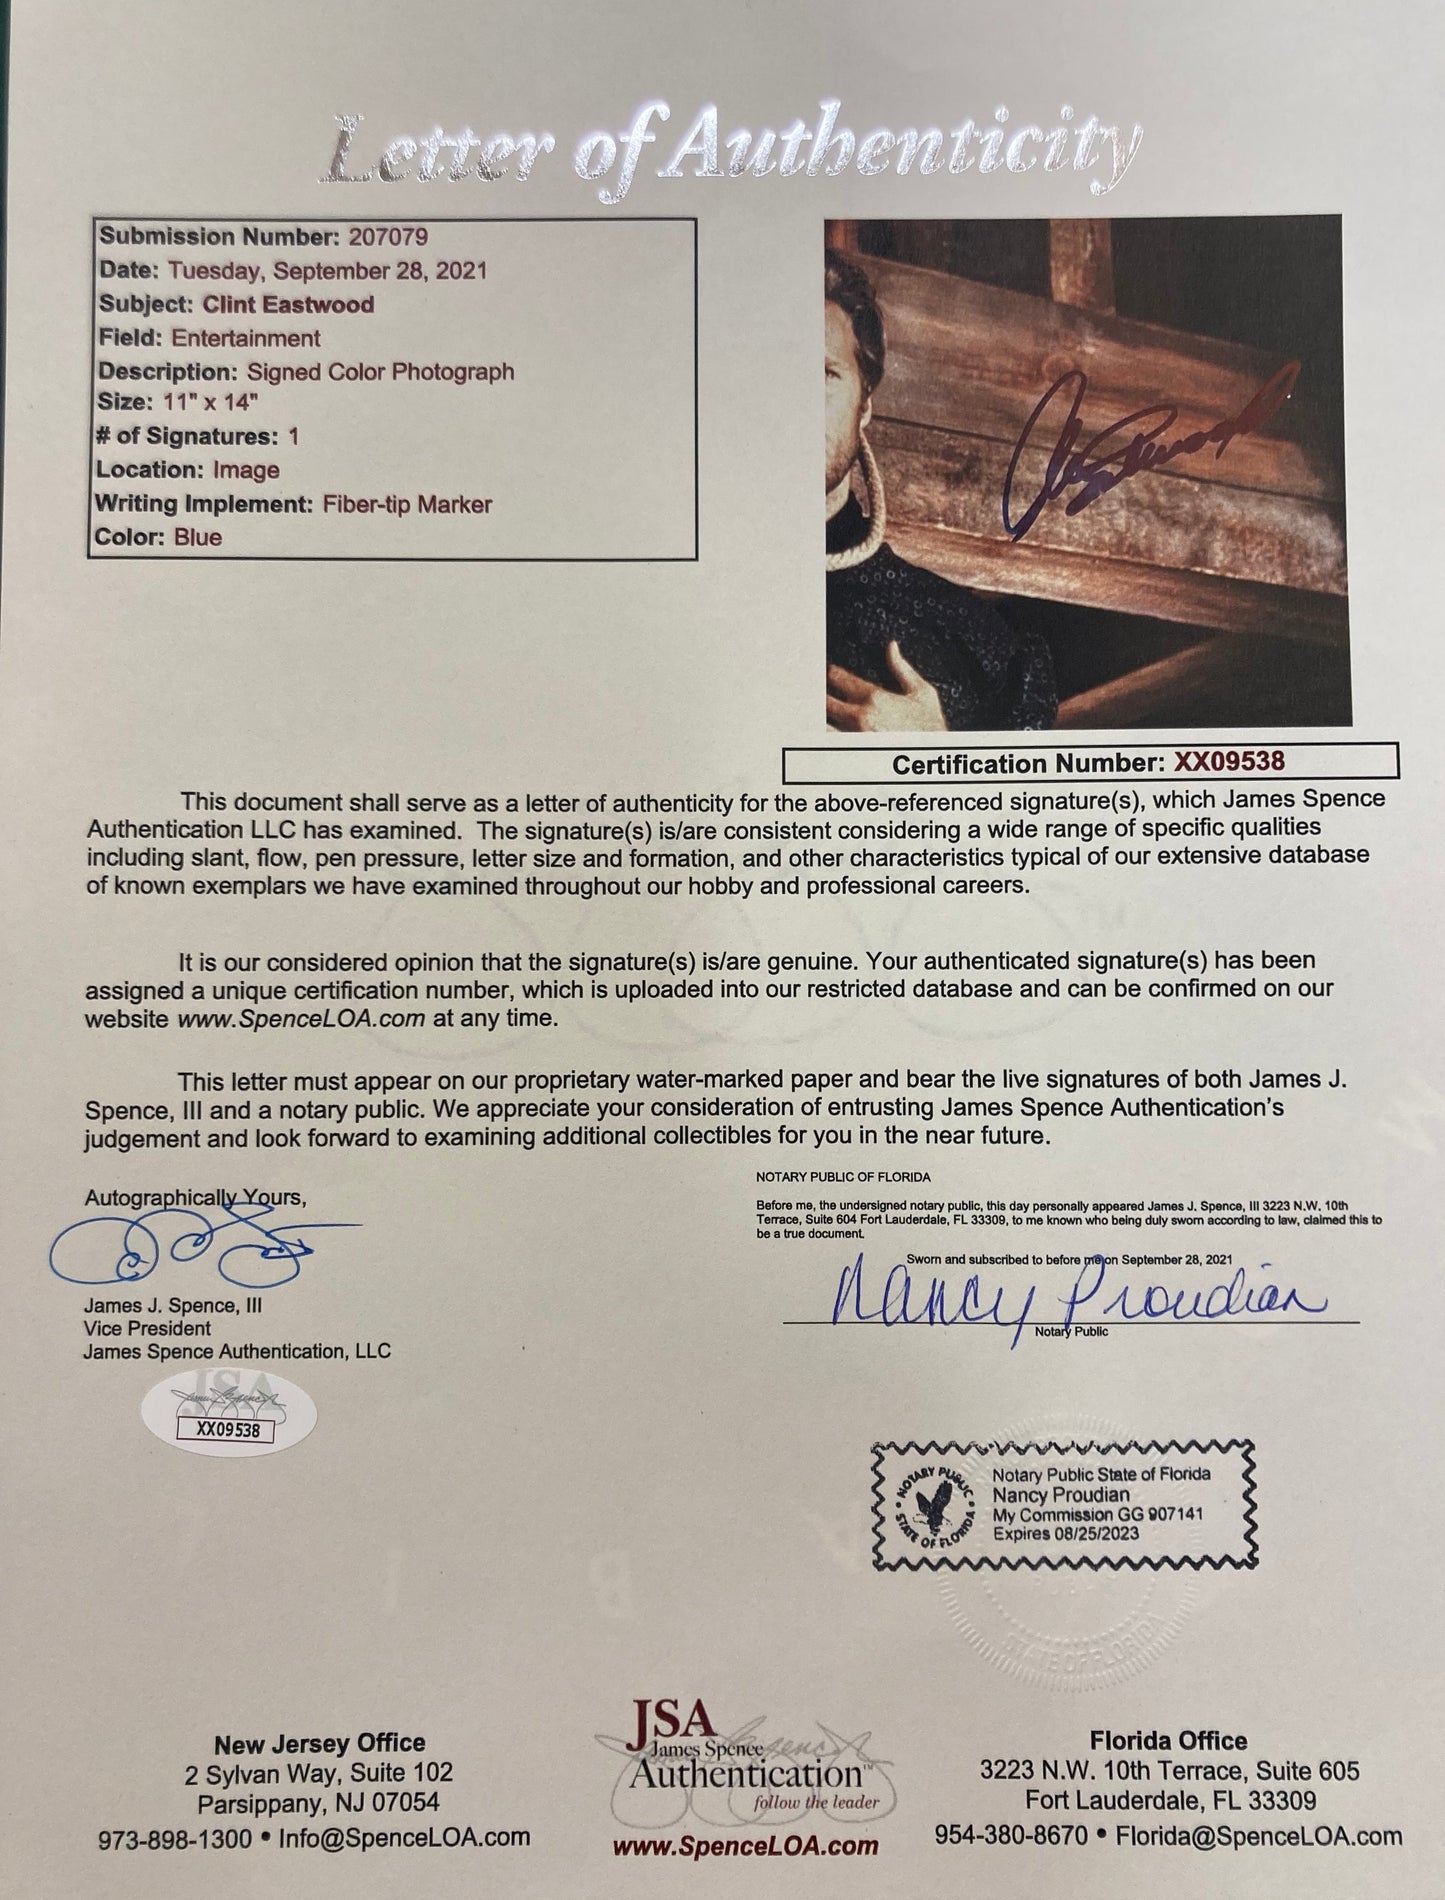 Letter of Authenticity
Submission Number: 207079
Date: Tuesday, September 28, 2021
Subject: Clint Eastwood
Field: Entertainment
Description: Signed Color Photograph
Size: 11" x 14"
# of Signatures: 1
Location: Image
Writing Implement: Fiber-tip Marker
Color: Blue
Certification Number: XX09538
This document shall serve as a letter of authenticity for the above-referenced signature(s), which James Spence
Authentication LLC has examined. The signature(s) is/are consistent considering a wide range of specific qualities
including slant, flow, pen pressure, letter size and formation, and other characteristics typical of our extensive database
of known exemplars we have examined throughout our hobby and professional careers.
It is our considered opinion that the signature(s) is/are genuine. Your authenticated signature(s) has been
assigned a unique certification number, which is uploaded into our restricted database and can be confirmed on our
website www.SpenceLOA.com at any time.
This letter must appear on our proprietary water-marked paper and bear the live signatures of both James J.
Spence, III and a notary public. We appreciate your consideration of entrusting James Spence Authentication's
judgement and look forward to examining additional collectibles for you in the near future.
Autographically Yours,
James J. Spence, III
Vice President
James Spence Authentication, LLC
JSA
XX09538
NOTARY PUBLIC OF FLORIDA
Before me, the undersigned notary public, this day personally appeared James J. Spence, III 3223 N.W. 10th
Terrace, Suite 604 Fort Lauderdale, FL 33309, to me known who being duly sworn according to law, claimed this to
be a true document.
Sworn and subscribed to before me on September 28, 2021
Nancy Proudian
Notary Public
NOTARY PUBLIC
STATE OF FLORIDA
Notary Public State of Florida
Nancy Proudian
My Commission GG 907141
Expires 08/25/2023
STATE OF FLORIDA
New Jersey Office
2 Sylvan Way, Suite 102
Parsippany, NJ 07054
973-898-1300 • Info@SpenceLOA.com
JSA
James Spence
Authentication™
follow the leader
www.SpenceLOA.com
Florida Office
3223 N.W. 10th Terrace, Suite 605
Fort Lauderdale, FL 33309
954-380-8670 • Florida@SpenceLOA.com